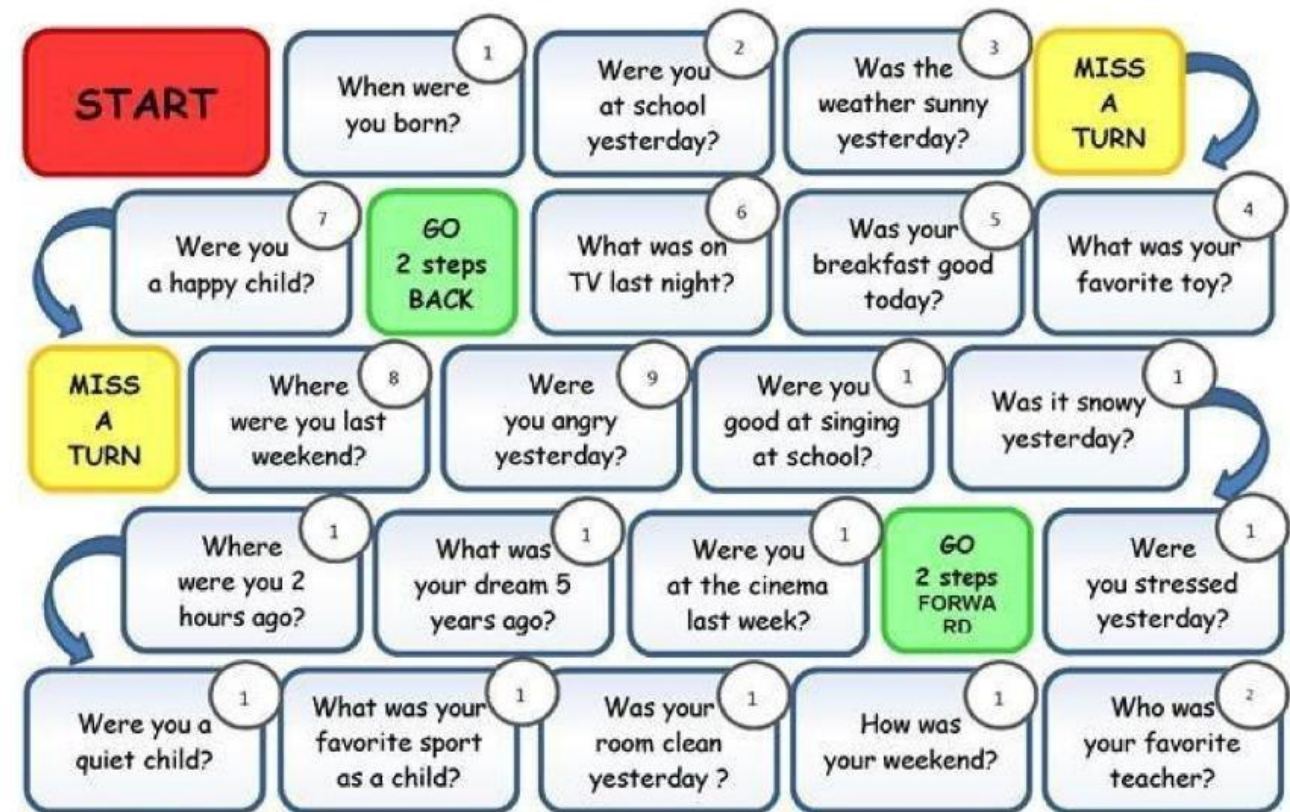 START
1
When were
you born?
2
Were you
at school
yesterday?
3
Was the
weather sunny
yesterday?
MISS
A
TURN
7
Were you
a happy child?
GO
2 steps
BACK
6
What was on
TV last night?
5
Was your
breakfast good
today?
4
What was your
favorite toy?
MISS
A
TURN
8
Where
were you last
weekend?
9
Were
you angry
yesterday?
1
Were you
good at singing
at school?
1
Was it snowy
yesterday?
1
Where
were you 2
hours ago?
1
What was
your dream 5
years ago?
1
Were you
at the cinema
last week?
GO
2 steps
FORWA
RD
1
Were
you stressed
yesterday?
1
Were you a
quiet child?
1
What was your
favorite sport
as a child?
1
Was your
room clean
yesterday ?
1
How was
your weekend?
2
Who was
your favorite
teacher?